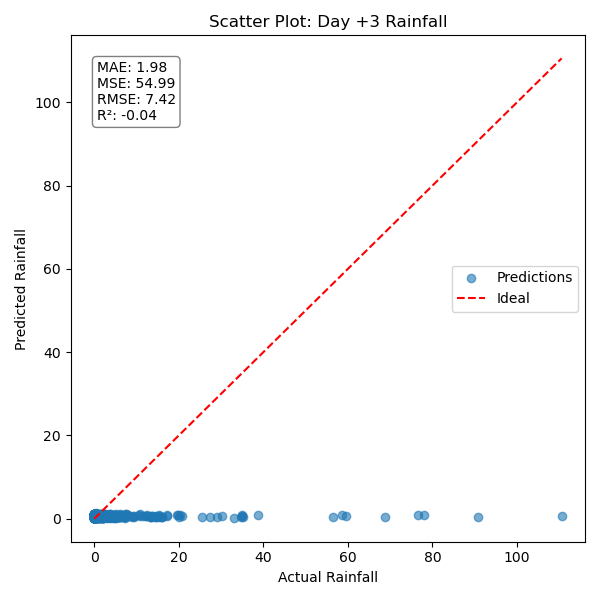 Scatter Plot: Day +3 Rainfall
MAE: 1.98
MSE: 54.99
RMSE: 7.42
R²: -0.04
100
80
60
40
20
0
Predicted Rainfall
Predictions
Ideal
0 20 40 60 80 100
Actual Rainfall